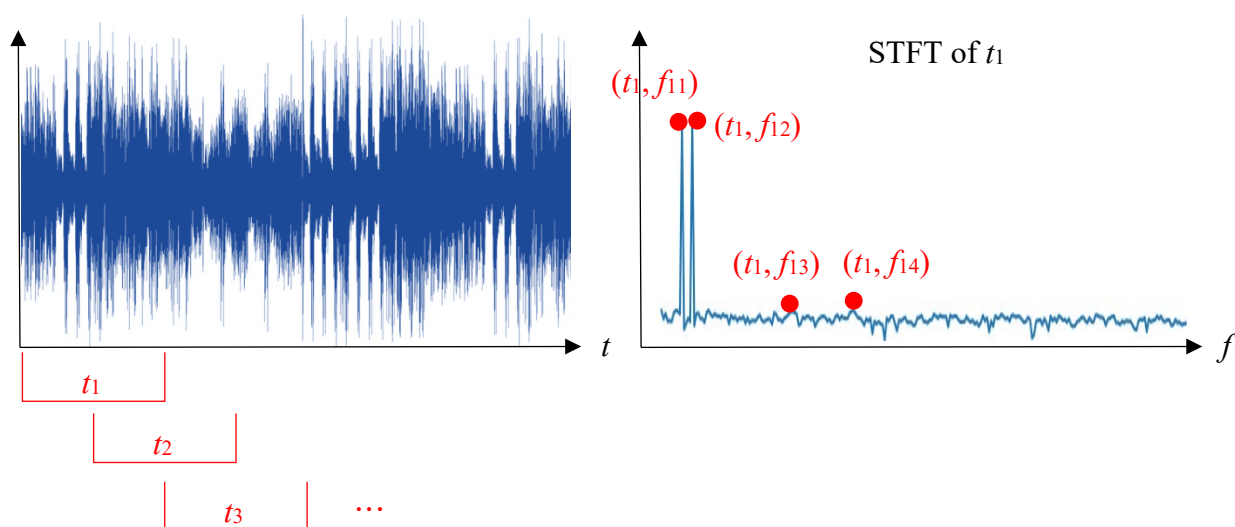 STFT of t1
(t1, f11)
(t1, f12)
(t1, f13)
(t1, f14)
t
f
t1
t2
t3
…